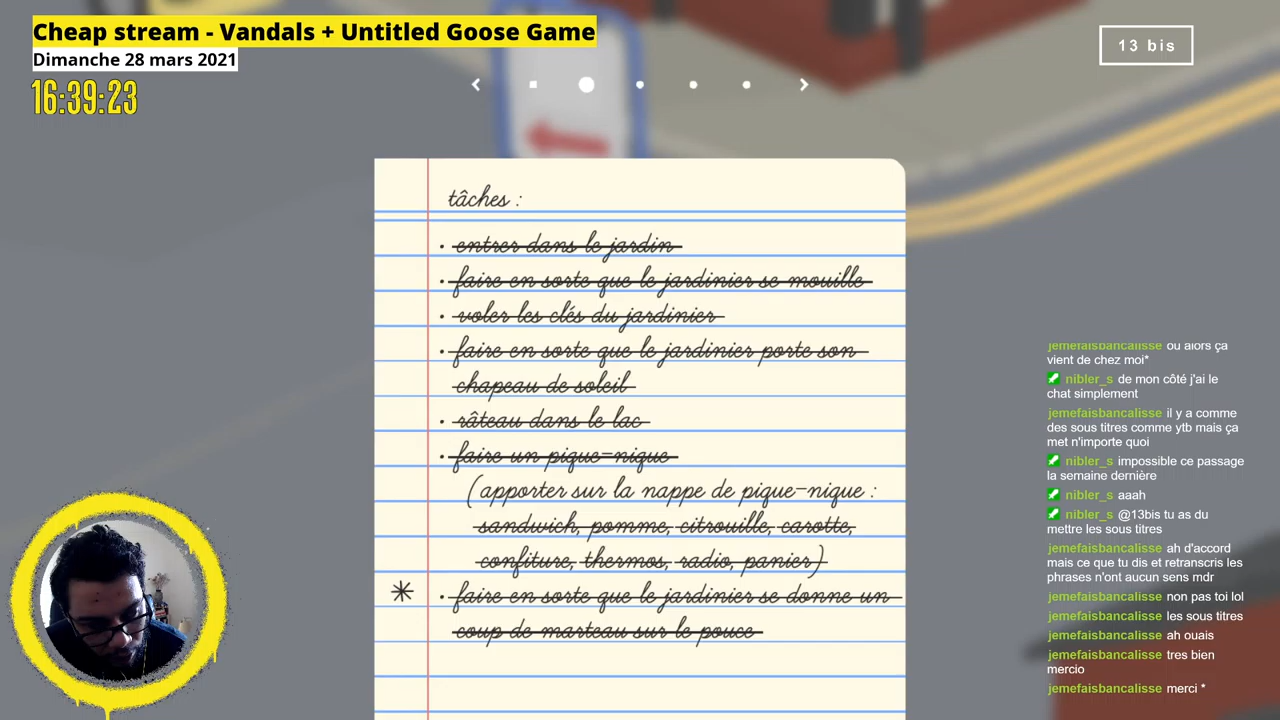 Cheap stream - Vandals + Untitled Goose Game
Dimanche 28 mars 2021
16:39:23
13 bis
tâches :
· entrer dans le jardin
· faire en sorte que le jardinier se mouille
· voler les clés du jardinier
· faire en sorte que le jardinier porte son
chapeau de soleil
· râteau dans le lac
· faire un pique-nique
(apporter sur la nappe de pique-nique :
sandwich, pomme, citrouille, carotte,
confiture, thermos, radio, panier)
* · faire en sorte que le jardinier se donne un
coup de marteau sur le pouce
jemefaisbancalisse ou alors ça
vient de chez moi*
nibler_s de mon côté j'ai le
chat simplement
jemefaisbancalisse il y a comme
des sous titres comme ytb mais ça
met n'importe quoi
nibler_s impossible ce passage
la semaine dernière
nibler_s aaah
nibler_s @13bis tu as du
mettre les sous titres
jemefaisbancalisse ah d'accord
mais ce que tu dis et retranscris les
phrases n'ont aucun sens mdr
jemefaisbancalisse non pas toi lol
jemefaisbancalisse les sous titres
jemefaisbancalisse ah ouais
jemefaisbancalisse tres bien
mercio
jemefaisbancalisse merci *